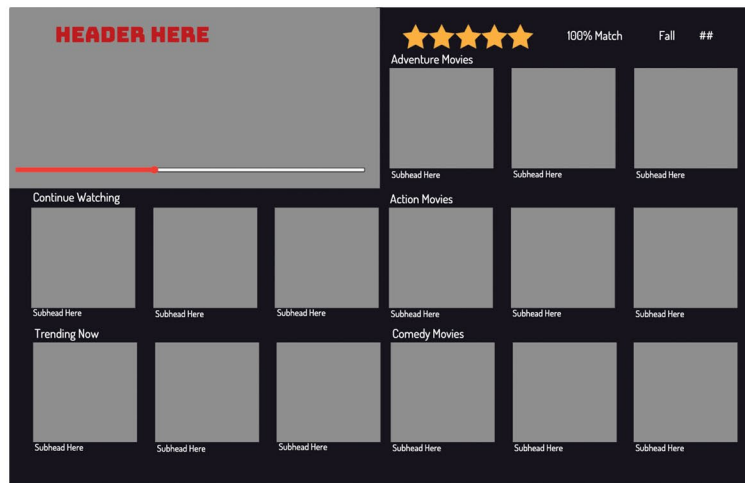 HEADER HERE
100% Match Fall ##
Adventure Movies
Subhead Here Subhead Here Subhead Here
Continue Watching
Action Movies
Subhead Here Subhead Here Subhead Here
Subhead Here Subhead Here Subhead Here
Trending Now
Comedy Movies
Subhead Here Subhead Here Subhead Here
Subhead Here Subhead Here Subhead Here